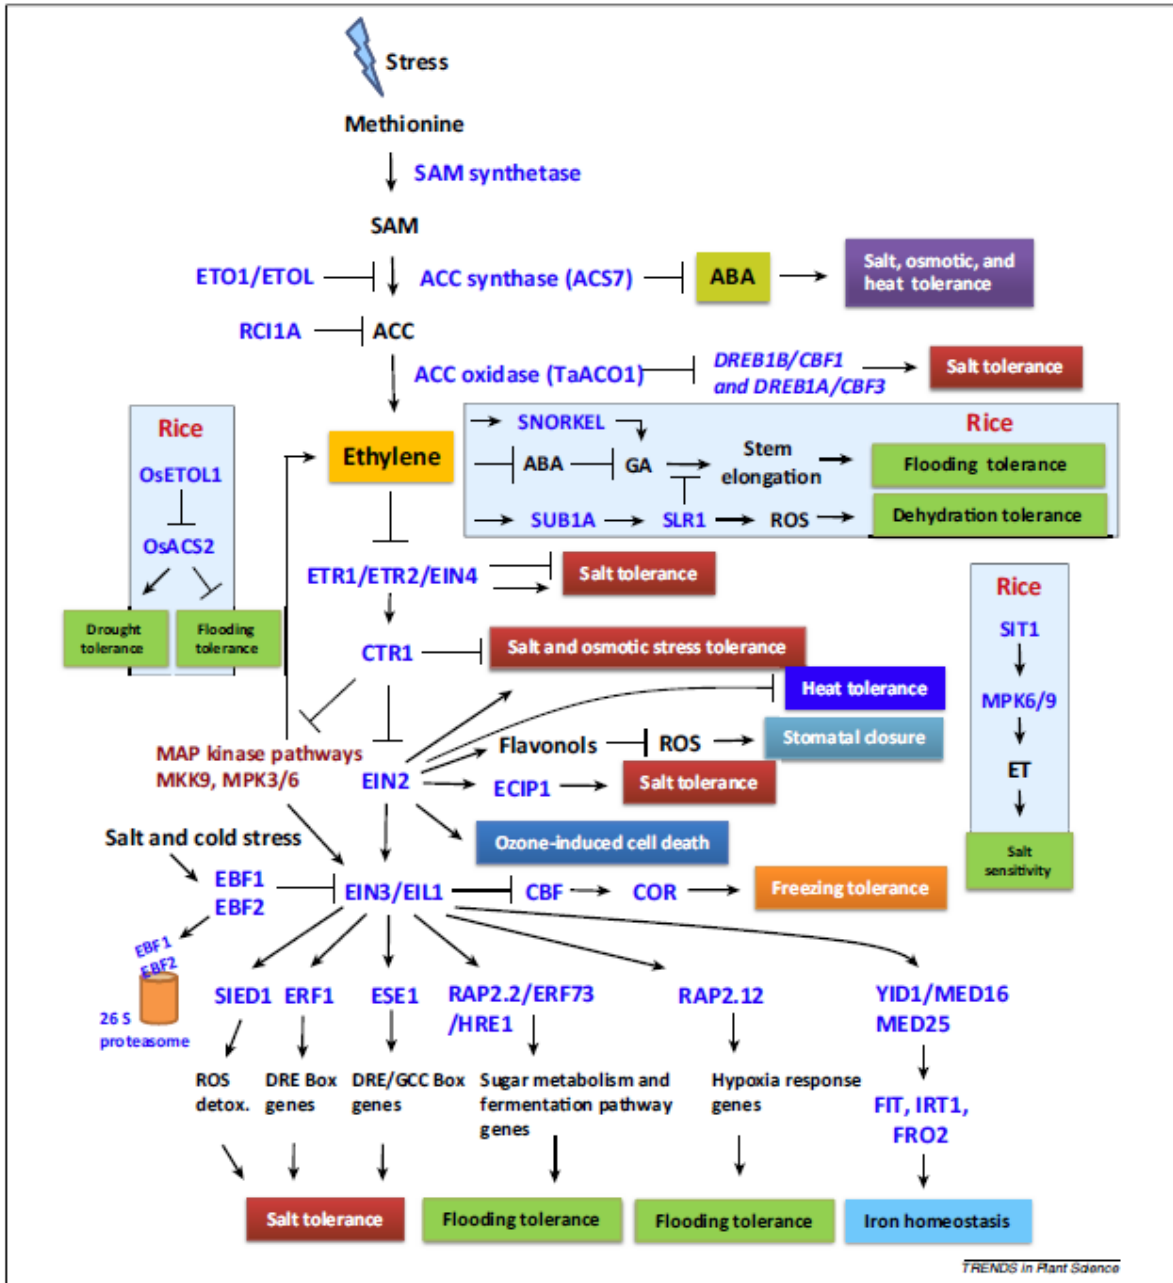 Stress
Methionine
SAM synthetase
SAM
ETO1/ETOL
ACC synthase (ACS7)
ABA
Salt, osmotic, and
heat tolerance
RCI1A
ACC
ACC oxidase (TaACO1)
DREB1B/CBF1
and DREB1A/CBF3
Salt tolerance
Rice
OsETOL1
OsACS2
Drought
tolerance
Flooding
tolerance
Ethylene
SNORKEL
ABA
GA
Stem
elongation
Rice
Flooding tolerance
SUB1A
SLR1
ROS
Dehydration tolerance
ETR1/ETR2/EIN4
Salt tolerance
CTR1
Salt and osmotic stress tolerance
Heat tolerance
Rice
SIT1
MPK6/9
ET
Salt
sensitivity
MAP kinase pathways
MKK9, MPK3/6
EIN2
Flavonols
ROS
Stomatal closure
ECIP1
Salt tolerance
Ozone-induced cell death
Salt and cold stress
EBF1
EBF2
EIN3/EIL1
CBF
COR
Freezing tolerance
EBF1
EBF2
26 S
proteasome
SIED1
ERF1
ESE1
RAP2.2/ERF73
/HRE1
RAP2.12
YID1/MED16
MED25
ROS
detox.
DRE Box
genes
DRE/GCC Box
genes
Sugar metabolism and
fermentation pathway
genes
Hypoxia response
genes
FIT, IRT1,
FRO2
Salt tolerance
Flooding tolerance
Flooding tolerance
Iron homeostasis
TRENDS in Plant Science